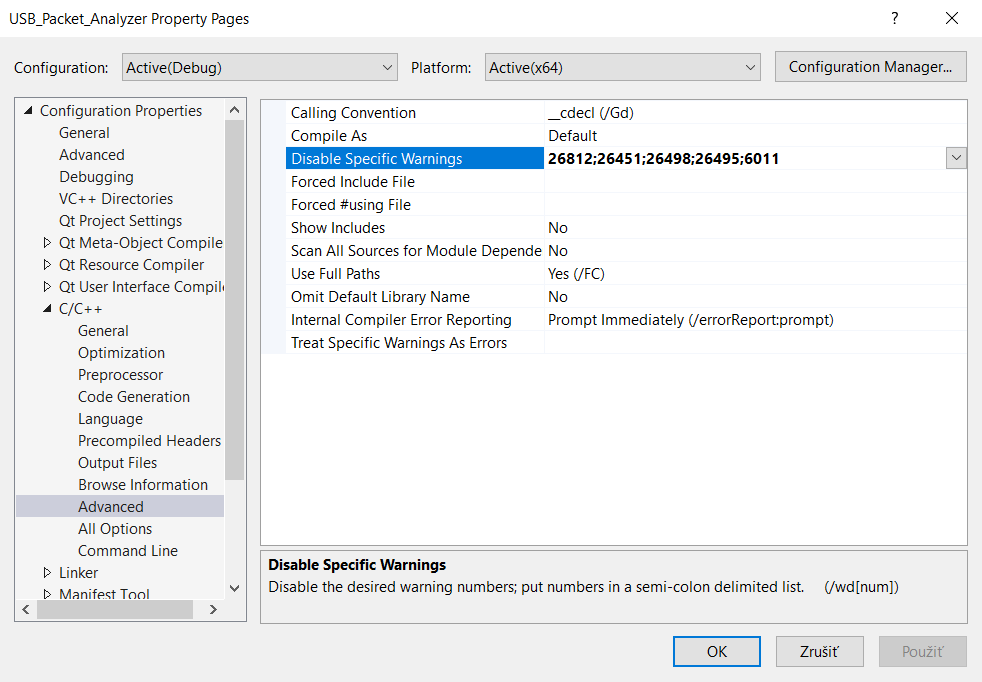 USB_Packet_Analyzer Property Pages
?
Configuration: Active(Debug) Platform: Active(x64) Configuration Manager...
Configuration Properties
General
Advanced
Debugging
VC++ Directories
Qt Project Settings
Qt Meta-Object Compile
Qt Resource Compiler
Qt User Interface Compil
C/C++
General
Optimization
Preprocessor
Code Generation
Language
Precompiled Headers
Output Files
Browse Information
Advanced
All Options
Command Line
Linker
Manifest Tool
Calling Convention __cdecl (/Gd)
Compile As Default
Disable Specific Warnings 26812;26451;26498;26495;6011
Forced Include File
Forced #using File
Show Includes No
Scan All Sources for Module Depende No
Use Full Paths Yes (/FC)
Omit Default Library Name No
Internal Compiler Error Reporting Prompt Immediately (/errorReport:prompt)
Treat Specific Warnings As Errors
Disable Specific Warnings
Disable the desired warning numbers; put numbers in a semi-colon delimited list. (/wd[num])
OK Zrušiť Použiť